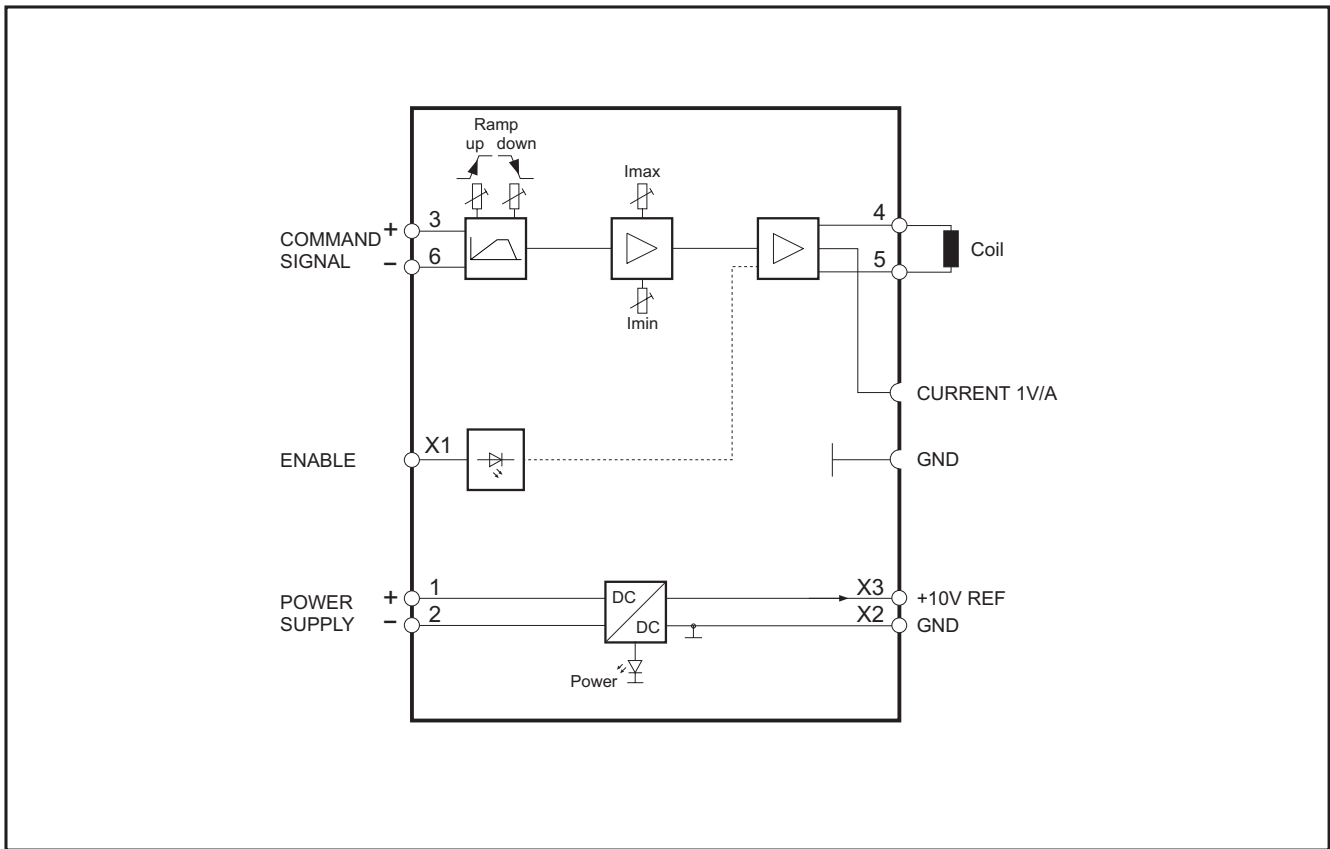 Ramp
up down
Imax
COMMAND + 3
SIGNAL − 6
4
5
Coil
Imin
CURRENT 1V/A
ENABLE
X1
GND
POWER + 1
SUPPLY − 2
DC
DC
X3 +10V REF
X2 GND
Power